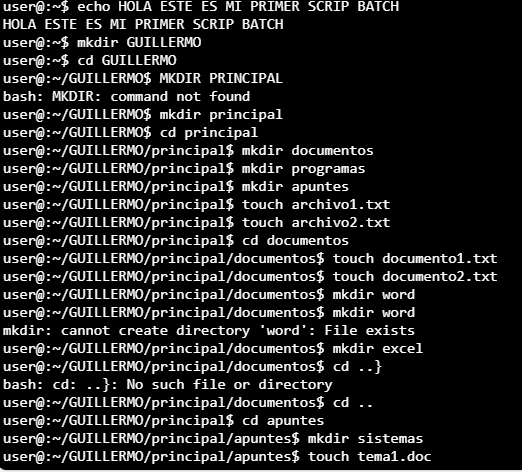 user@:~$ echo HOLA ESTE ES MI PRIMER SCRIP BATCH
HOLA ESTE ES MI PRIMER SCRIP BATCH
user@:~$ mkdir GUILLERMO
user@:~$ cd GUILLERMO
user@:~/GUILLERMO$ MKDIR PRINCIPAL
bash: MKDIR: command not found
user@:~/GUILLERMO$ mkdir principal
user@:~/GUILLERMO$ cd principal
user@:~/GUILLERMO/principal$ mkdir documentos
user@:~/GUILLERMO/principal$ mkdir programas
user@:~/GUILLERMO/principal$ mkdir apuntes
user@:~/GUILLERMO/principal$ touch archivo1.txt
user@:~/GUILLERMO/principal$ touch archivo2.txt
user@:~/GUILLERMO/principal$ cd documentos
user@:~/GUILLERMO/principal/documentos$ touch documento1.txt
user@:~/GUILLERMO/principal/documentos$ touch documento2.txt
user@:~/GUILLERMO/principal/documentos$ mkdir word
user@:~/GUILLERMO/principal/documentos$ mkdir word
mkdir: cannot create directory 'word': File exists
user@:~/GUILLERMO/principal/documentos$ mkdir excel
user@:~/GUILLERMO/principal/documentos$ cd ..}
bash: cd: ..}: No such file or directory
user@:~/GUILLERMO/principal/documentos$ cd ..
user@:~/GUILLERMO/principal$ cd apuntes
user@:~/GUILLERMO/principal/apuntes$ mkdir sistemas
user@:~/GUILLERMO/principal/apuntes$ touch tema1.doc